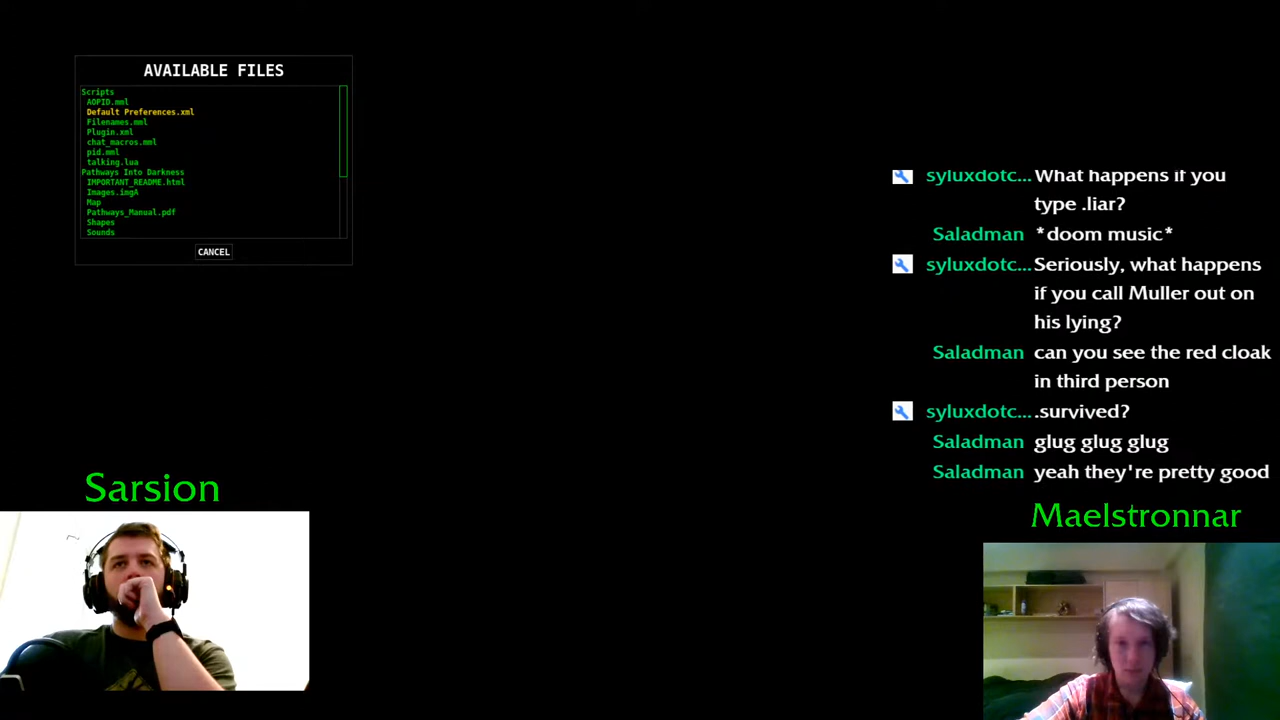 AVAILABLE FILES
Scripts
AOPID.mml
Default Preferences.xml
Filenames.mml
Plugin.xml
chat_macros.mml
pid.mml
talking.lua
Pathways Into Darkness
IMPORTANT_README.html
Images.imgA
Map
Pathways_Manual.pdf
Shapes
Sounds
CANCEL
syluxdotc... What happens if you
type .liar?
Saladman *doom music*
syluxdotc... Seriously, what happens
if you call Muller out on
his lying?
Saladman can you see the red cloak
in third person
syluxdotc... .survived?
Saladman glug glug glug
Saladman yeah they're pretty good
Sarsion
Maelstronnar